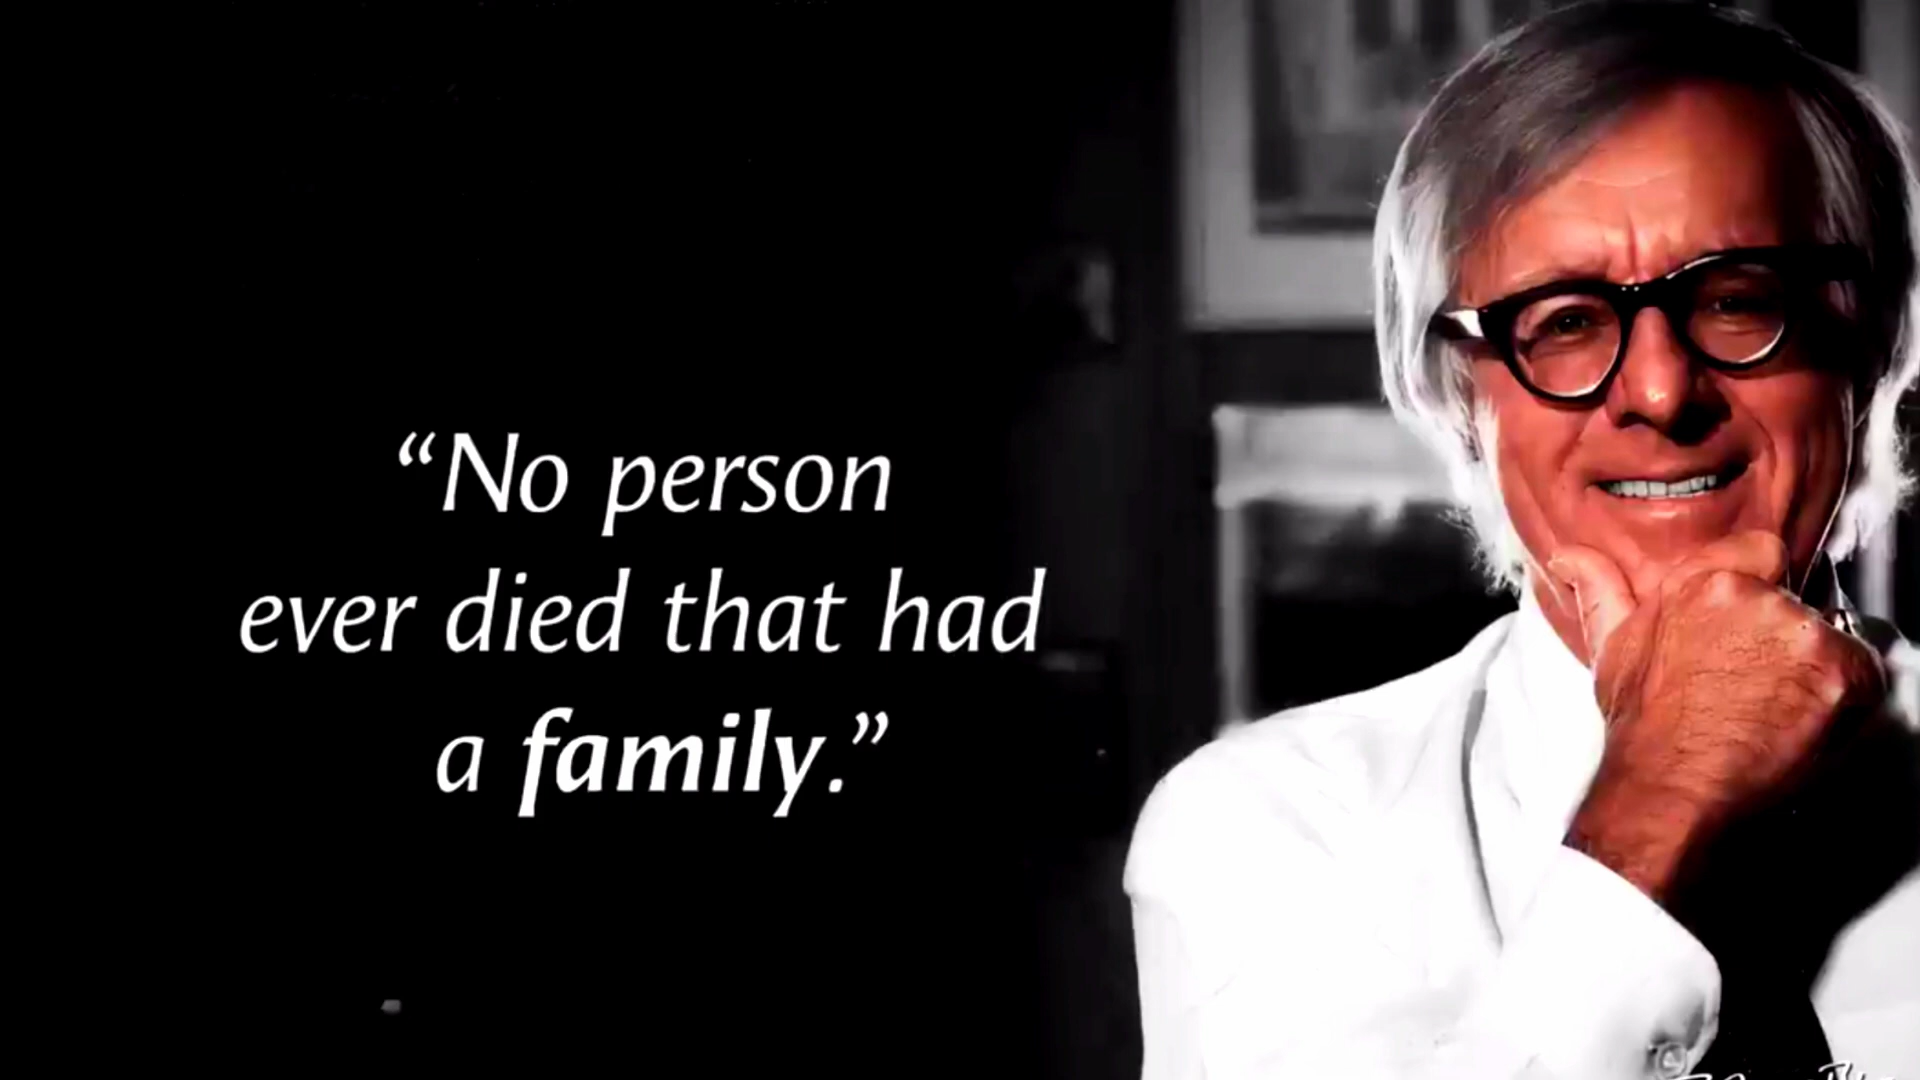 “No person
ever died that had
a family.”